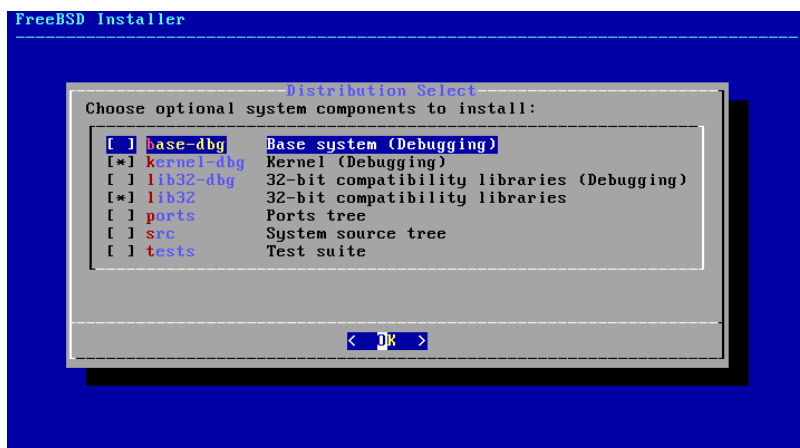 FreeBSD Installer
Distribution Select
Choose optional system components to install:
[ ] base-dbg Base system (Debugging)
[*] kernel-dbg Kernel (Debugging)
[ ] lib32-dbg 32-bit compatibility libraries (Debugging)
[*] lib32 32-bit compatibility libraries
[ ] ports Ports tree
[ ] src System source tree
[ ] tests Test suite
< OK >